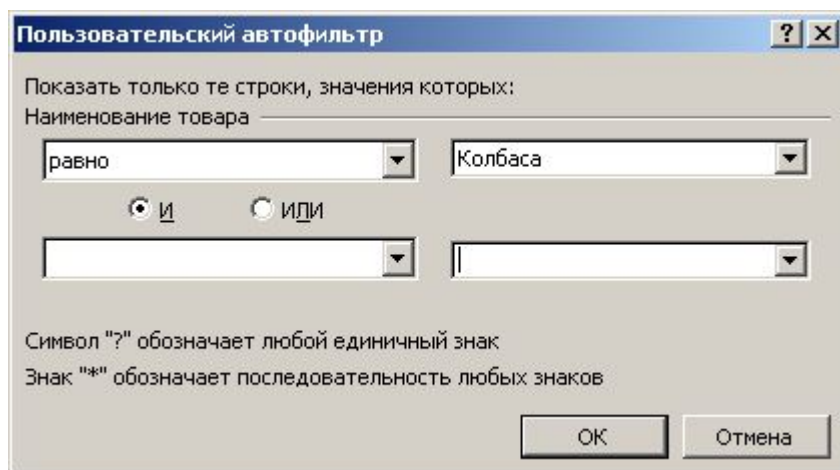 Пользовательский автофильтр
Показать только те строки, значения которых:
Наименование товара
равно Колбаса
И ИЛИ
Символ "?" обозначает любой единичный знак
Знак "*" обозначает последовательность любых знаков
ОК Отмена